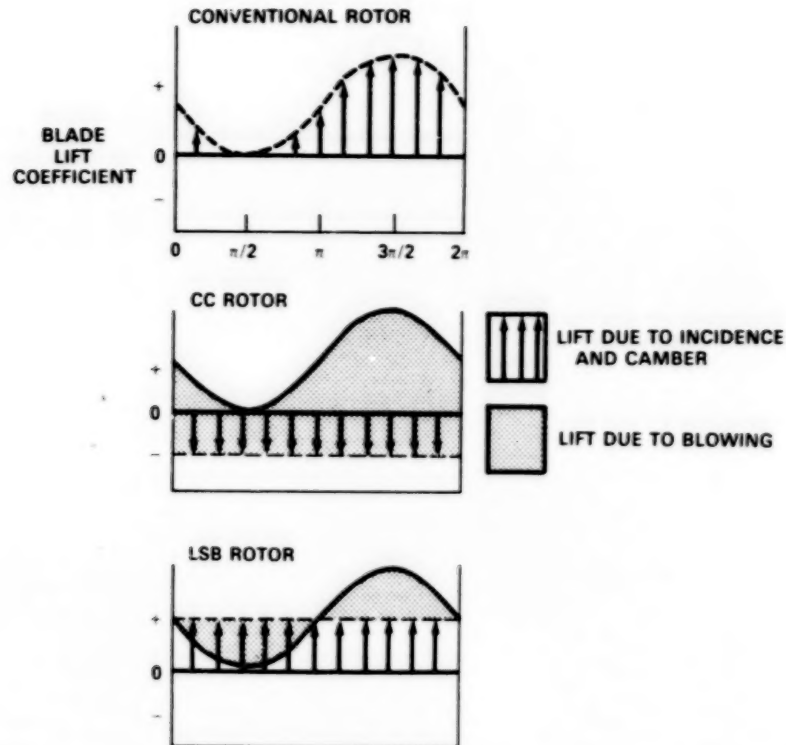 CONVENTIONAL ROTOR
+
BLADE
LIFT
COEFFICIENT
0
−
0 π/2 π 3π/2 2π
CC ROTOR
+
0
−
LIFT DUE TO INCIDENCE
AND CAMBER
LIFT DUE TO BLOWING
LSB ROTOR
+
0
−